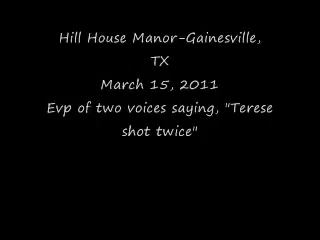 Hill House Manor-Gainesville,
TX
March 15, 2011
Evp of two voices saying, "Terese
shot twice"